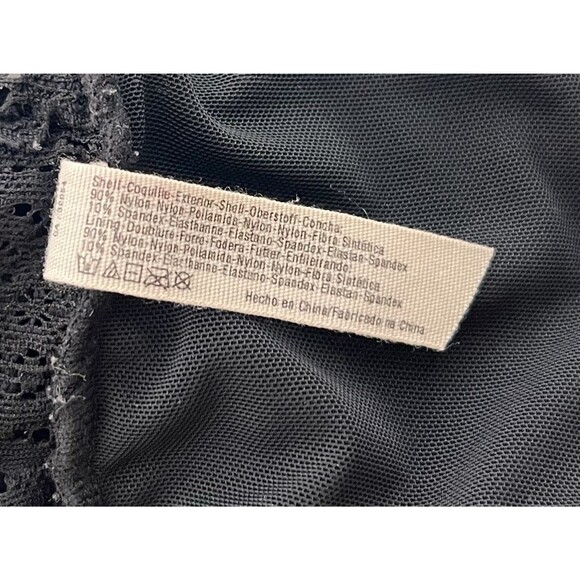 Shell-Coquille-Exterior-Shell-Oberstoff-Concha:
90% Nylon-Nylon-Poliamide-Nylon-Nylon-Fibra Sintética
10% Spandex-Elasthanne-Elastano-Spandex-Elastan-Spandex
Lining-Doublure-Forro-Fodera-Futter-Entifeirando:
90% Nylon-Nylon-Poliamide-Nylon-Nylon-Fibra Sintética
10% Spandex-Elasthanne-Elastano-Spandex-Elastan-Spandex
Hecho en China/Fabricado na China